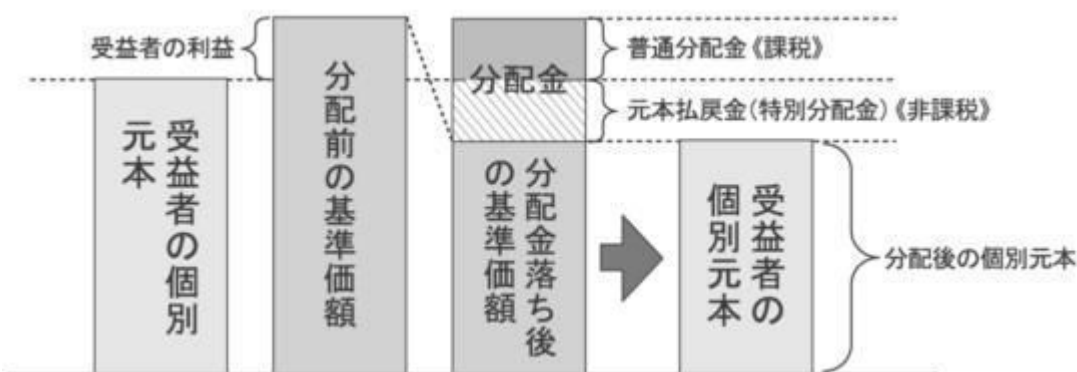 受益者の利益
受益者の個別
元本
分配前の基準価額
分配金
分配金落ち後
の基準価額
普通分配金《課税》
元本払戻金(特別分配金)《非課税》
受益者の
個別元本
分配後の個別元本